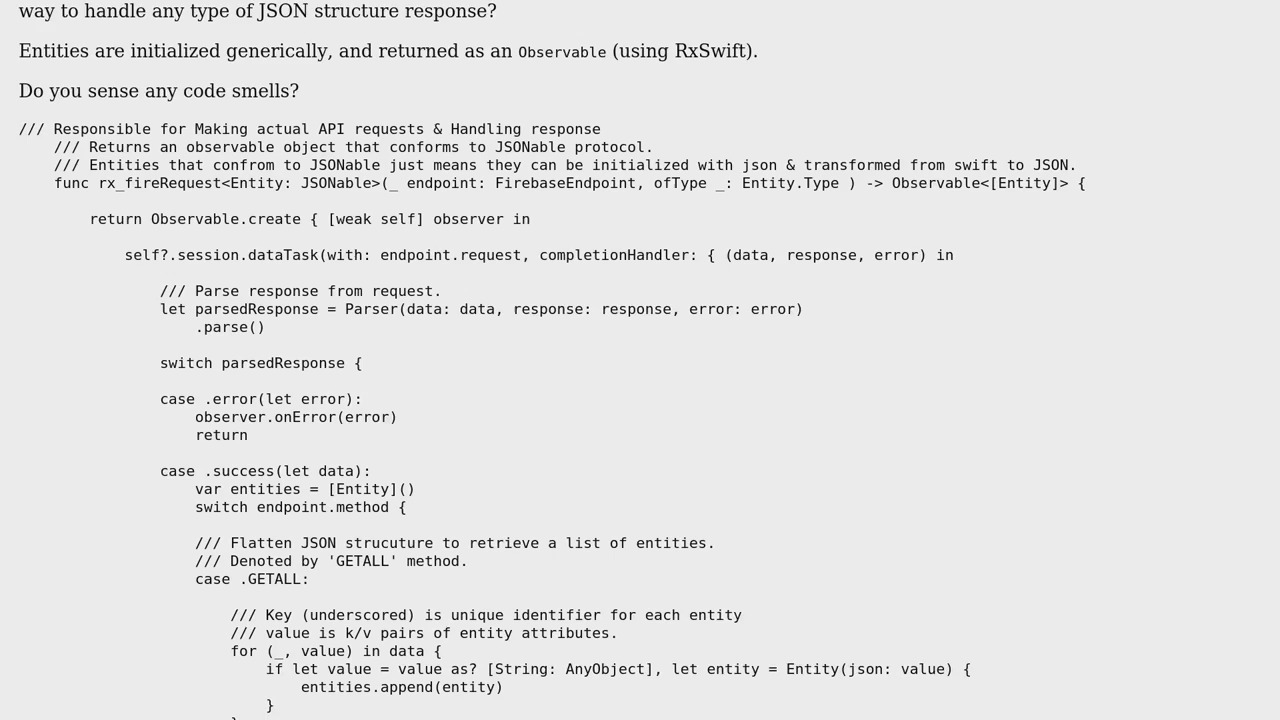 way to handle any type of JSON structure response?
Entities are initialized generically, and returned as an Observable (using RxSwift).
Do you sense any code smells?
/// Responsible for Making actual API requests & Handling response
    /// Returns an observable object that conforms to JSONable protocol.
    /// Entities that confrom to JSONable just means they can be initialized with json & transformed from swift to JSON.
    func rx_fireRequest<Entity: JSONable>(_ endpoint: FirebaseEndpoint, ofType _: Entity.Type ) -> Observable<[Entity]> {
        return Observable.create { [weak self] observer in
            self?.session.dataTask(with: endpoint.request, completionHandler: { (data, response, error) in
                /// Parse response from request.
                let parsedResponse = Parser(data: data, response: response, error: error)
                    .parse()
                switch parsedResponse {
                case .error(let error):
                    observer.onError(error)
                    return
                case .success(let data):
                    var entities = [Entity]()
                    switch endpoint.method {
                    /// Flatten JSON strucuture to retrieve a list of entities.
                    /// Denoted by 'GETALL' method.
                    case .GETALL:
                        /// Key (underscored) is unique identifier for each entity
                        /// value is k/v pairs of entity attributes.
                        for (_, value) in data {
                            if let value = value as? [String: AnyObject], let entity = Entity(json: value) {
                                entities.append(entity)
                            }